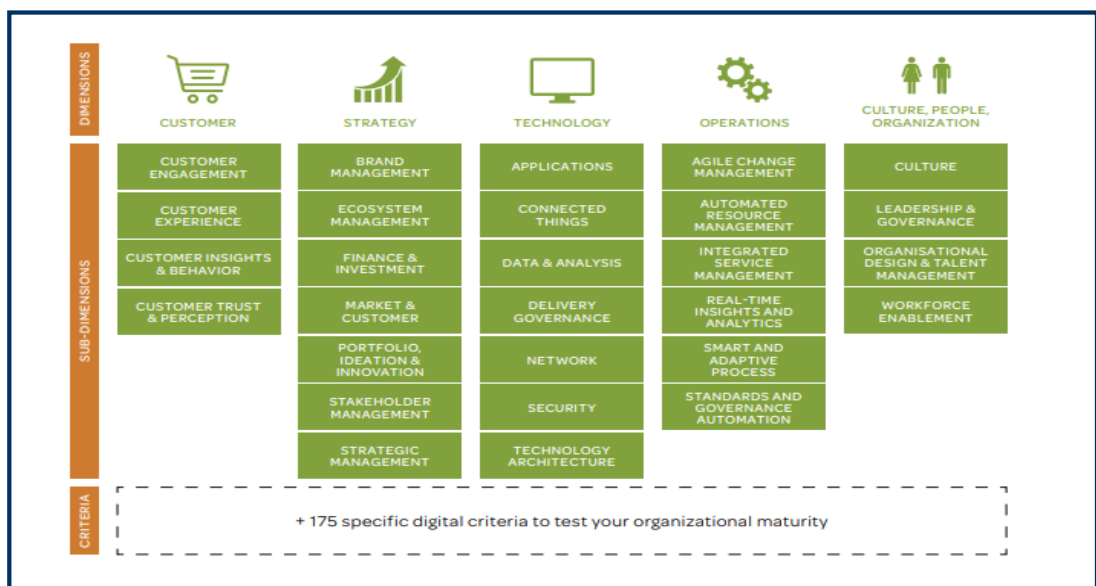 DIMENSIONS
CUSTOMER
STRATEGY
TECHNOLOGY
OPERATIONS
CULTURE, PEOPLE,
ORGANIZATION
SUB-DIMENSIONS
CUSTOMER
ENGAGEMENT
CUSTOMER
EXPERIENCE
CUSTOMER INSIGHTS
& BEHAVIOR
CUSTOMER TRUST
& PERCEPTION
BRAND
MANAGEMENT
ECOSYSTEM
MANAGEMENT
FINANCE &
INVESTMENT
MARKET &
CUSTOMER
PORTFOLIO,
IDEATION &
INNOVATION
STAKEHOLDER
MANAGEMENT
STRATEGIC
MANAGEMENT
APPLICATIONS
CONNECTED
THINGS
DATA & ANALYSIS
DELIVERY
GOVERNANCE
NETWORK
SECURITY
TECHNOLOGY
ARCHITECTURE
AGILE CHANGE
MANAGEMENT
AUTOMATED
RESOURCE
MANAGEMENT
INTEGRATED
SERVICE
MANAGEMENT
REAL-TIME
INSIGHTS AND
ANALYTICS
SMART AND
ADAPTIVE
PROCESS
STANDARDS AND
GOVERNANCE
AUTOMATION
CULTURE
LEADERSHIP &
GOVERNANCE
ORGANISATIONAL
DESIGN & TALENT
MANAGEMENT
WORKFORCE
ENABLEMENT
CRITERIA
+ 175 specific digital criteria to test your organizational maturity